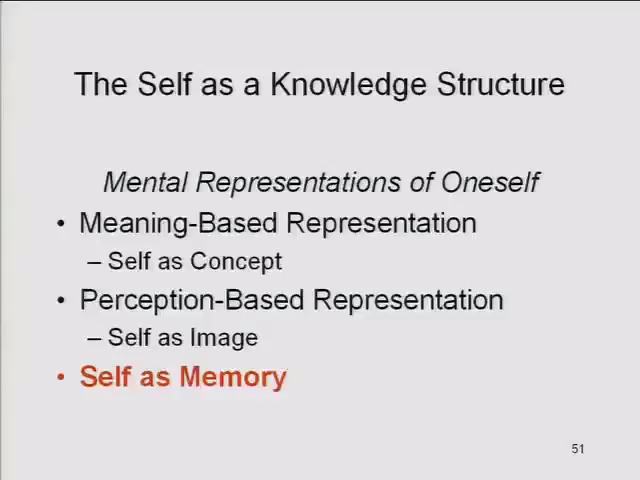 The Self as a Knowledge Structure
Mental Representations of Oneself
• Meaning-Based Representation
– Self as Concept
• Perception-Based Representation
– Self as Image
• Self as Memory
51